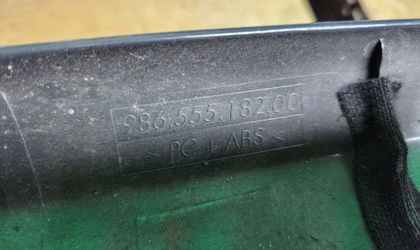 986.555.182.00
> PC + ABS <